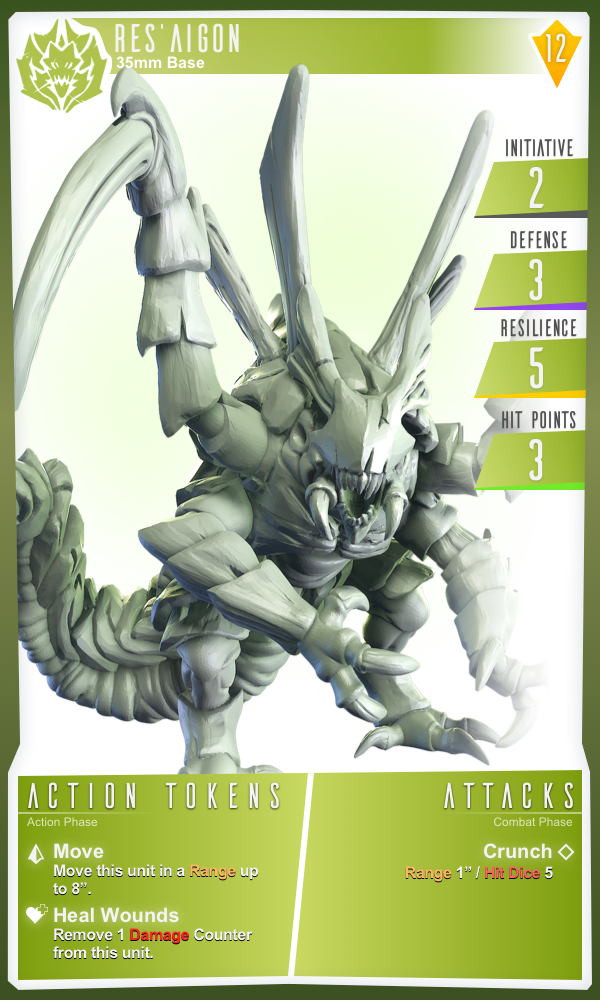 RES'AIGON
35mm Base
12
INITIATIVE
2
DEFENSE
3
RESILIENCE
5
HIT POINTS
3
ACTION TOKENS
Action Phase
Move
Move this unit in a Range up
to 8”.
Heal Wounds
Remove 1 Damage Counter
from this unit.
ATTACKS
Combat Phase
Crunch
Range 1” / Hit Dice 5